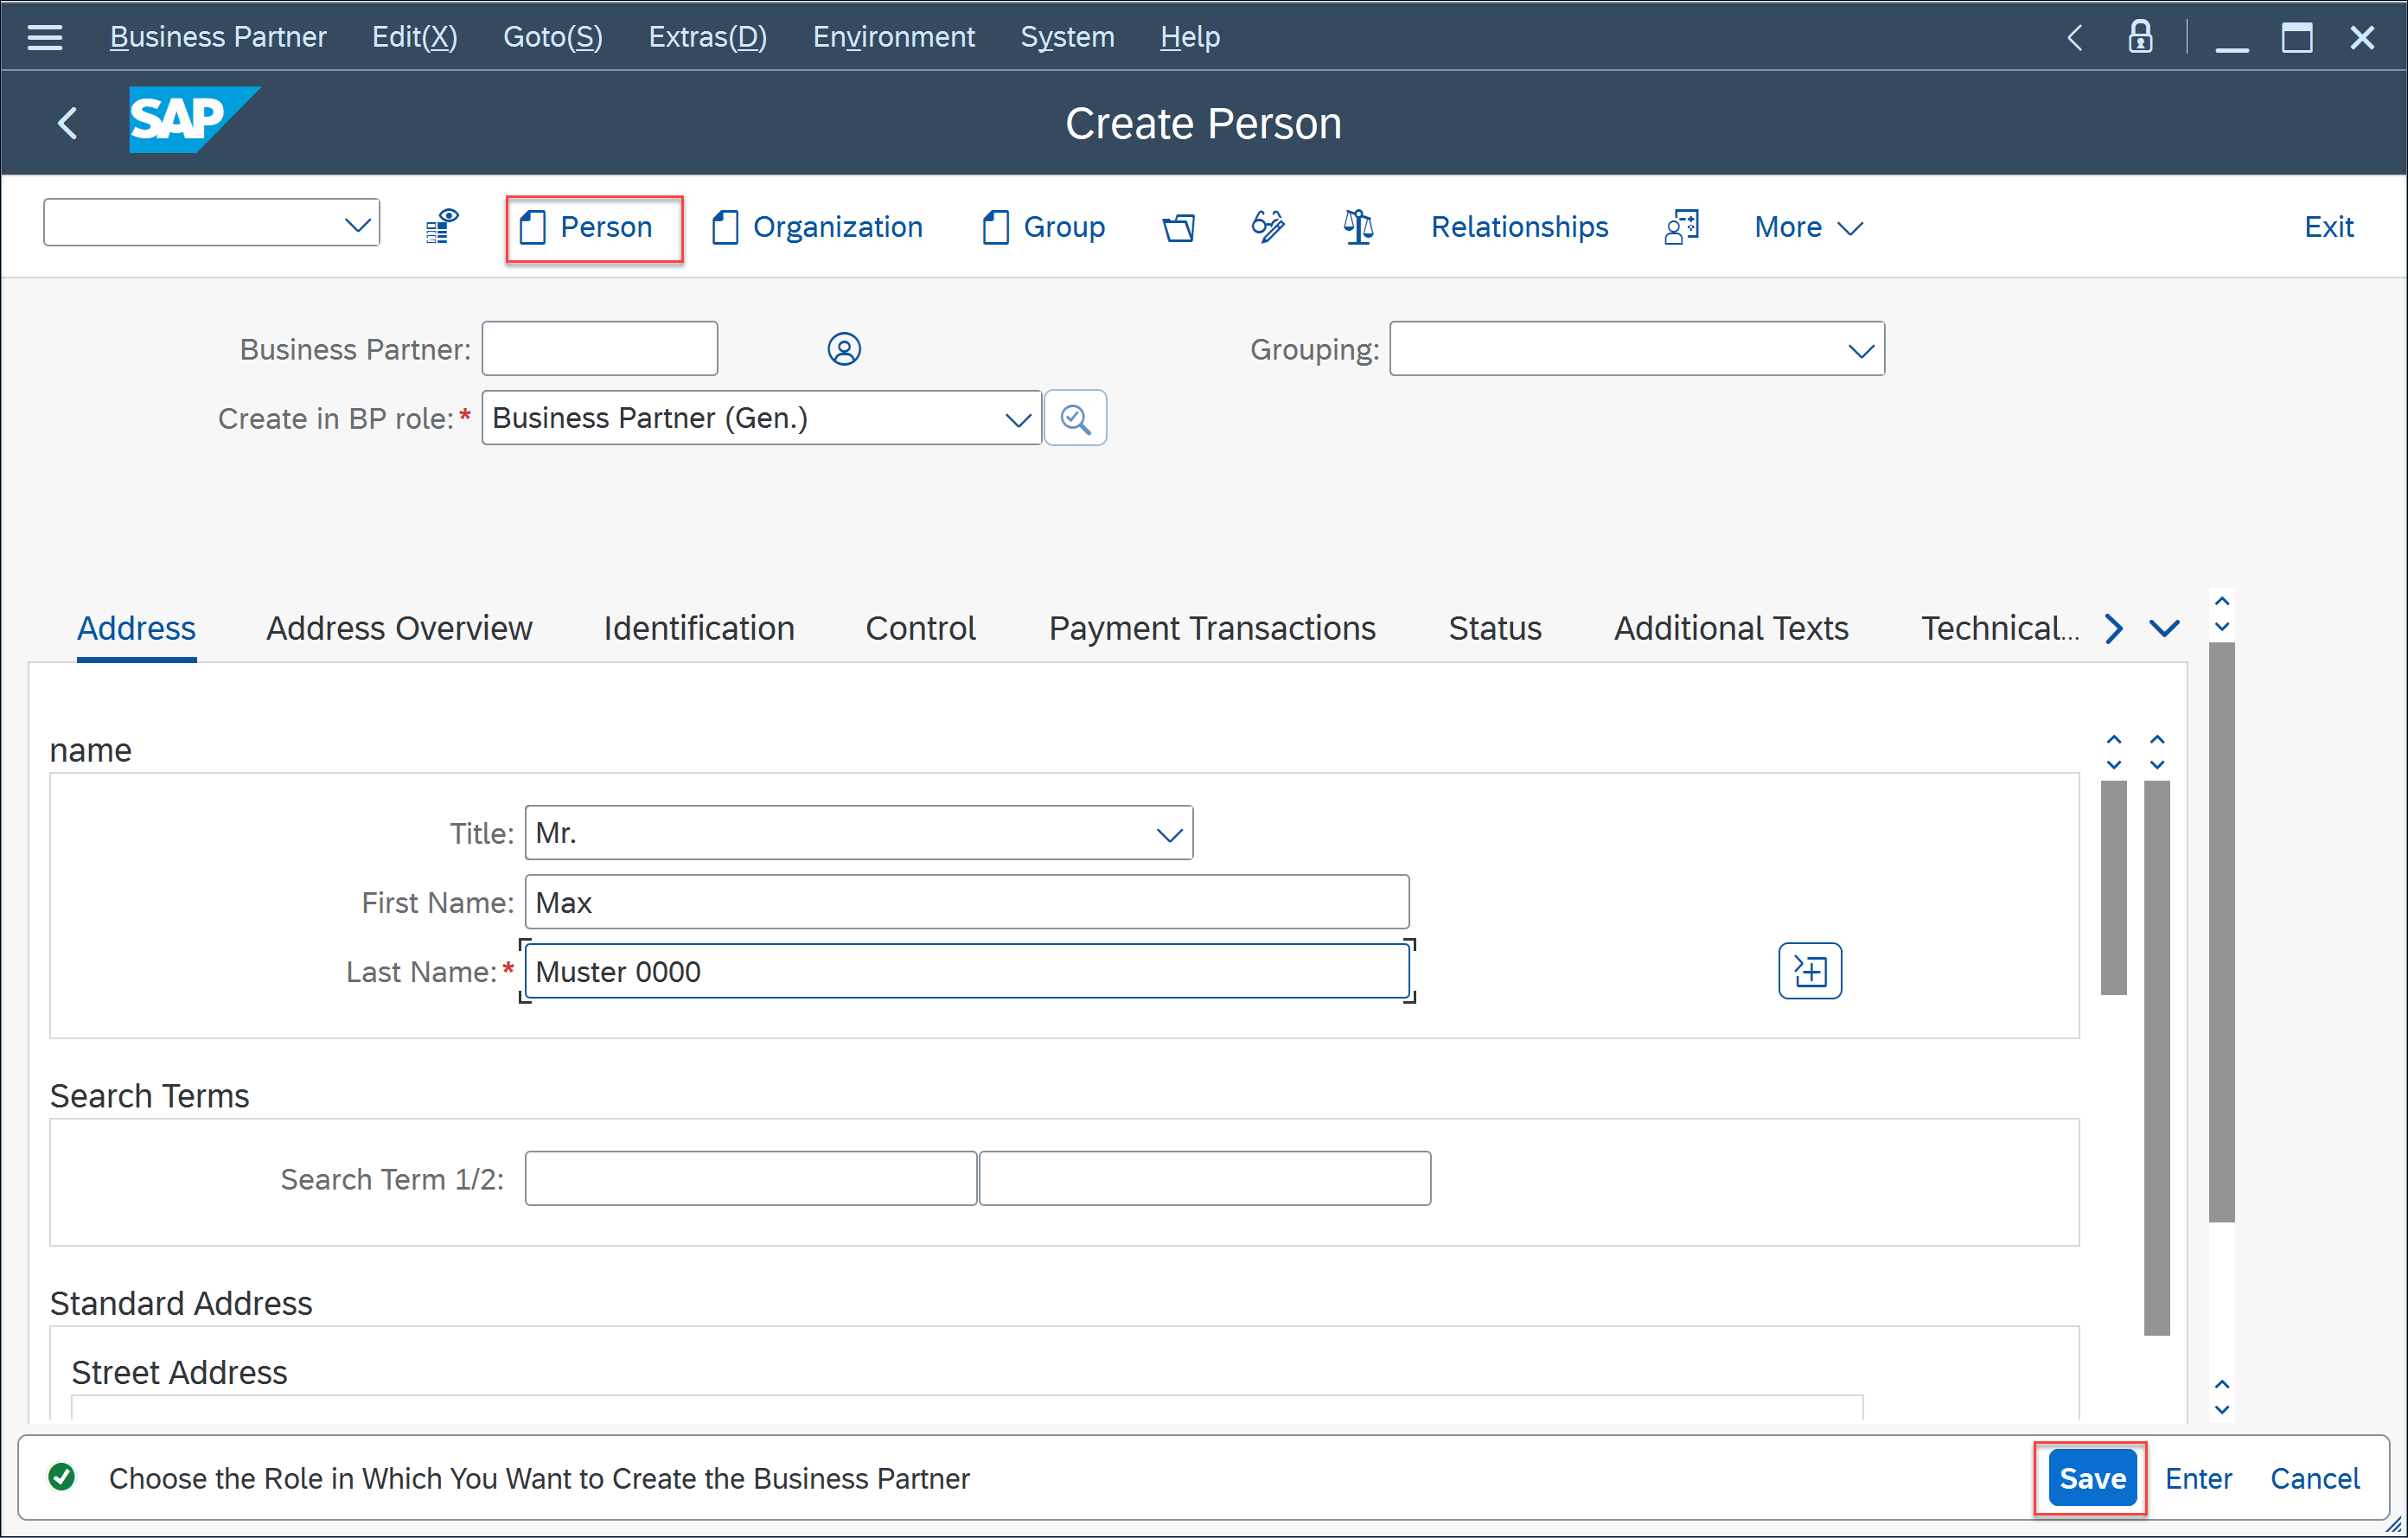 Business Partner Edit(X) Goto(S) Extras(D) Environment System Help
SAP Create Person
Person Organization Group Relationships More Exit
Business Partner: Grouping:
Create in BP role:* Business Partner (Gen.)
Address Address Overview Identification Control Payment Transactions Status Additional Texts Technical...
name
Title: Mr.
First Name: Max
Last Name:* Muster 0000
Search Terms
Search Term 1/2:
Standard Address
Street Address
Choose the Role in Which You Want to Create the Business Partner Save Enter Cancel